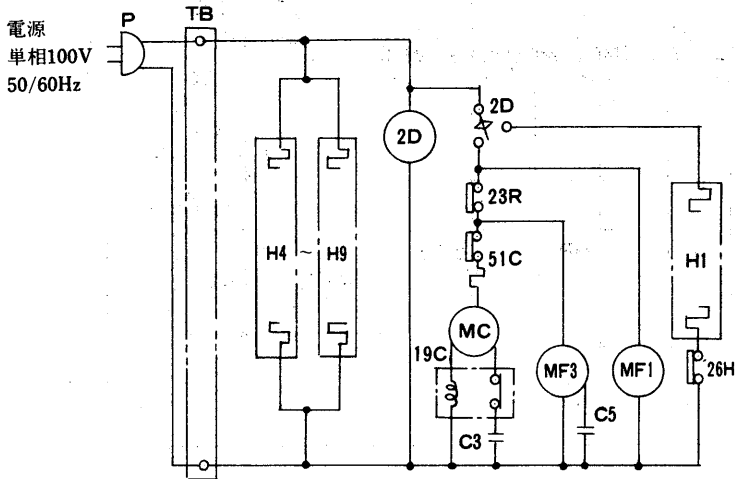 電源
単相100V
50/60Hz
P
TB
2D
2D
23R
51C
H4
~
H9
H1
MC
19C
MF3
MF1
26H
C3
C5